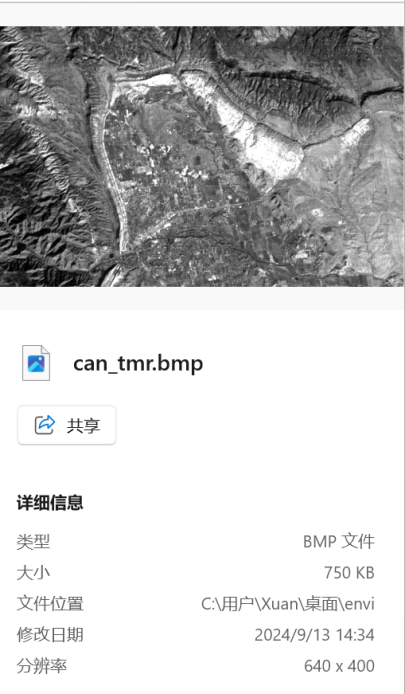 can_tmr.bmp
共享
详细信息
类型 BMP 文件
大小 750 KB
文件位置 C:\用户\Xuan\桌面\envi
修改日期 2024/9/13 14:34
分辨率 640 x 400